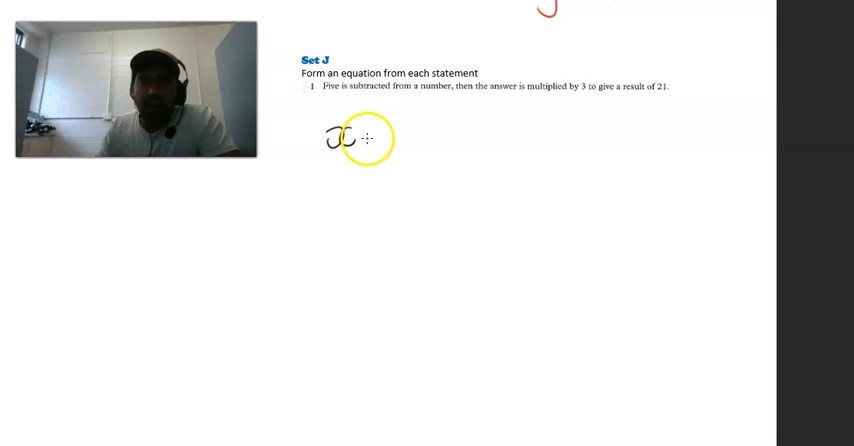 Set J
Form an equation from each statement
1 Five is subtracted from a number, then the answer is multiplied by 3 to give a result of 21.
x